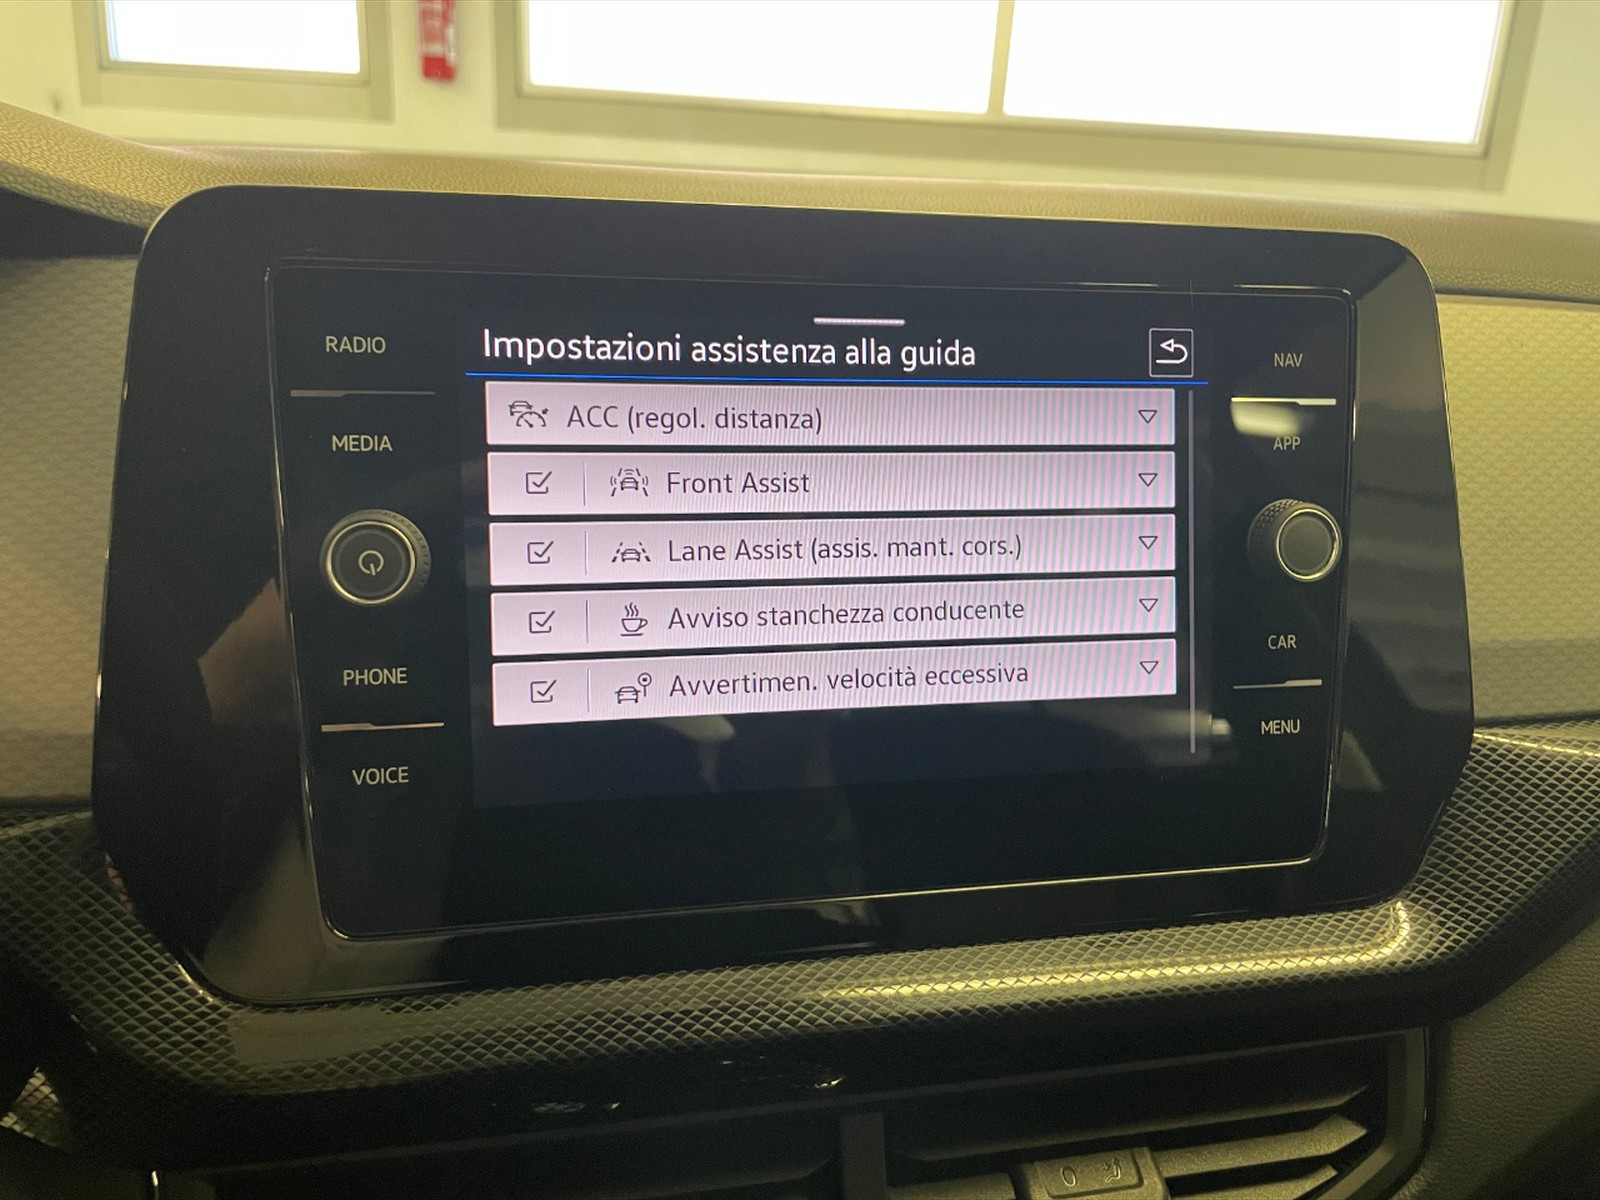 RADIO
MEDIA
PHONE
VOICE
Impostazioni assistenza alla guida
ACC (regol. distanza)
Front Assist
Lane Assist (assis. mant. cors.)
Avviso stanchezza conducente
Avvertimen. velocità eccessiva
NAV
APP
CAR
MENU
0